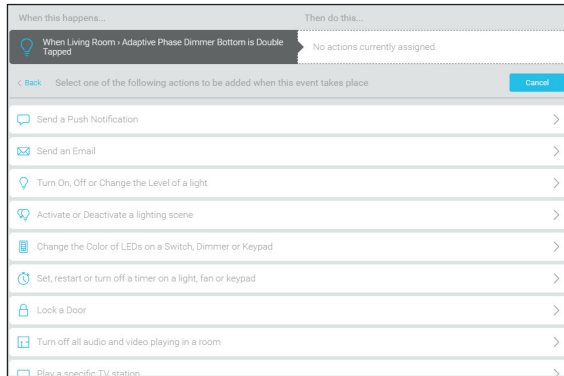 When this happens...
Then do this...
When Living Room › Adaptive Phase Dimmer Bottom is Double
Tapped
No actions currently assigned.
< Back
Select one of the following actions to be added when this event takes place
Cancel
Send a Push Notification
Send an Email
Turn On, Off or Change the Level of a light
Activate or Deactivate a lighting scene
Change the Color of LEDs on a Switch, Dimmer or Keypad
Set, restart or turn off a timer on a light, fan or keypad
Lock a Door
Turn off all audio and video playing in a room
Play a specific TV station